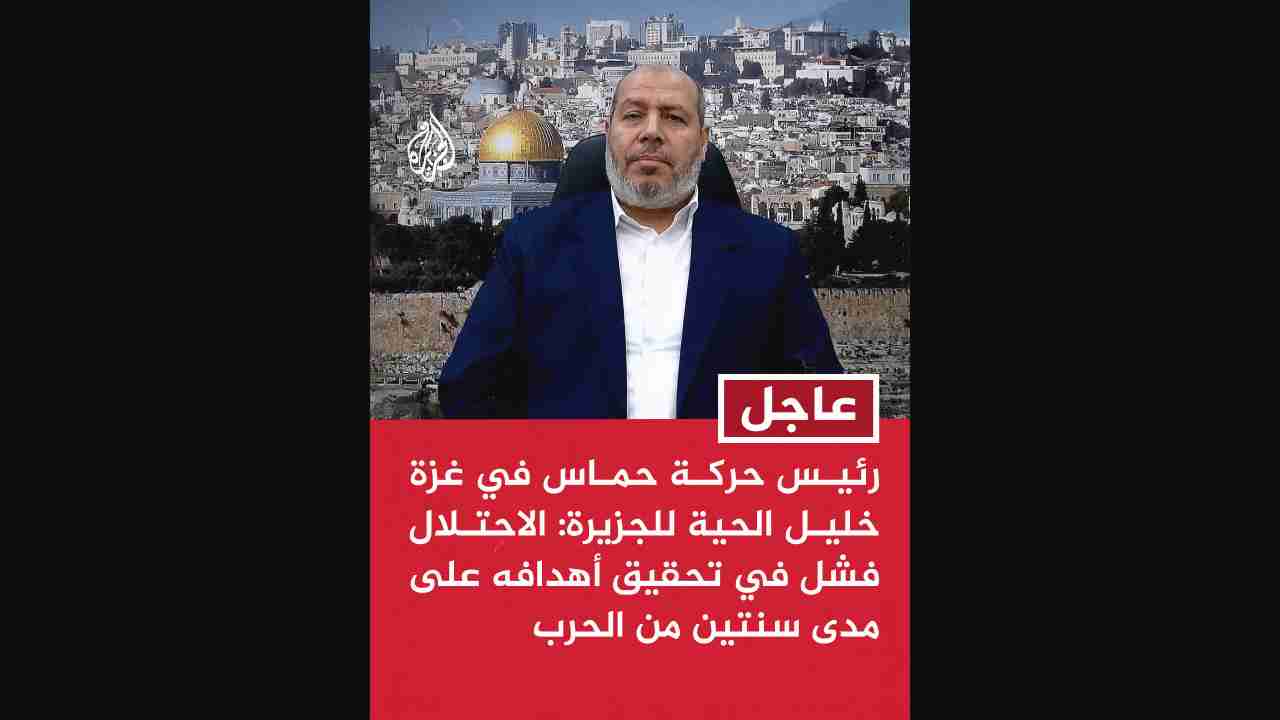 الجزيرة
عاجل
رئيس حركة حماس في غزة
خليل الحية للجزيرة: الاحتلال
فشل في تحقيق أهدافه على
مدى سنتين من الحرب